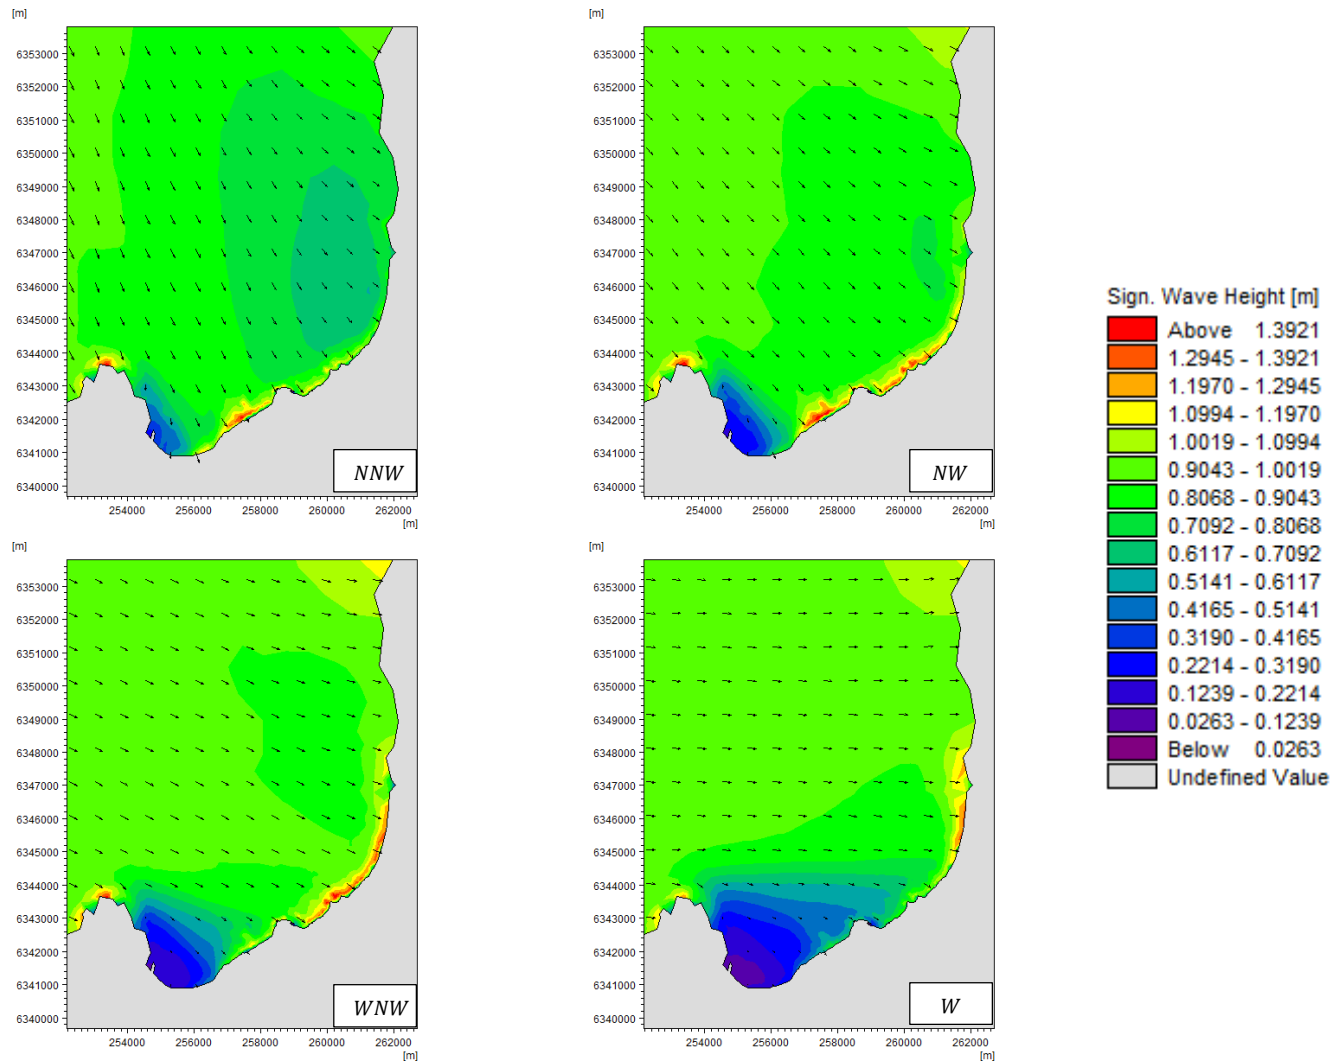 [m]
6353000
6352000
6351000
6350000
6349000
6348000
6347000
6346000
6345000
6344000
6343000
6342000
6341000
6340000
254000 256000 258000 260000 262000
[m]
NNW
[m]
6353000
6352000
6351000
6350000
6349000
6348000
6347000
6346000
6345000
6344000
6343000
6342000
6341000
6340000
254000 256000 258000 260000 262000
[m]
NW
[m]
6353000
6352000
6351000
6350000
6349000
6348000
6347000
6346000
6345000
6344000
6343000
6342000
6341000
6340000
254000 256000 258000 260000 262000
[m]
WNW
[m]
6353000
6352000
6351000
6350000
6349000
6348000
6347000
6346000
6345000
6344000
6343000
6342000
6341000
6340000
254000 256000 258000 260000 262000
[m]
W
Sign. Wave Height [m]
Above 1.3921
1.2945 - 1.3921
1.1970 - 1.2945
1.0994 - 1.1970
1.0019 - 1.0994
0.9043 - 1.0019
0.8068 - 0.9043
0.7092 - 0.8068
0.6117 - 0.7092
0.5141 - 0.6117
0.4165 - 0.5141
0.3190 - 0.4165
0.2214 - 0.3190
0.1239 - 0.2214
0.0263 - 0.1239
Below 0.0263
Undefined Value